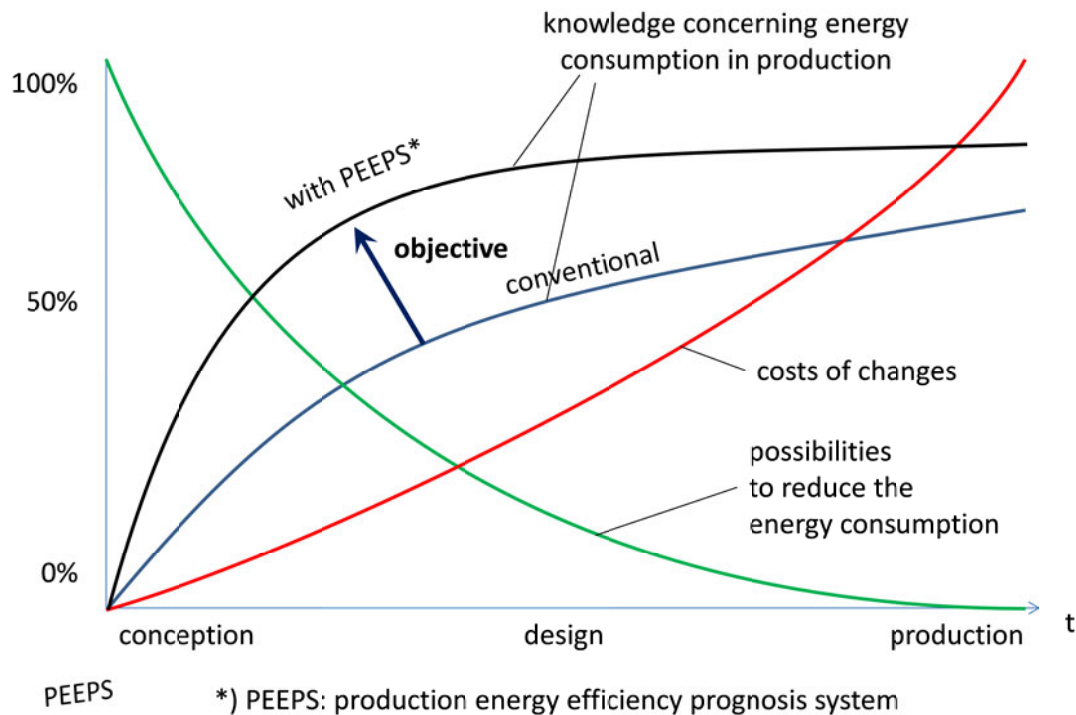 knowledge concerning energy
consumption in production
100%
with PEEPS*
objective
conventional
50%
costs of changes
possibilities
to reduce the
energy consumption
0%
conception
design
production
t
PEEPS
*) PEEPS: production energy efficiency prognosis system